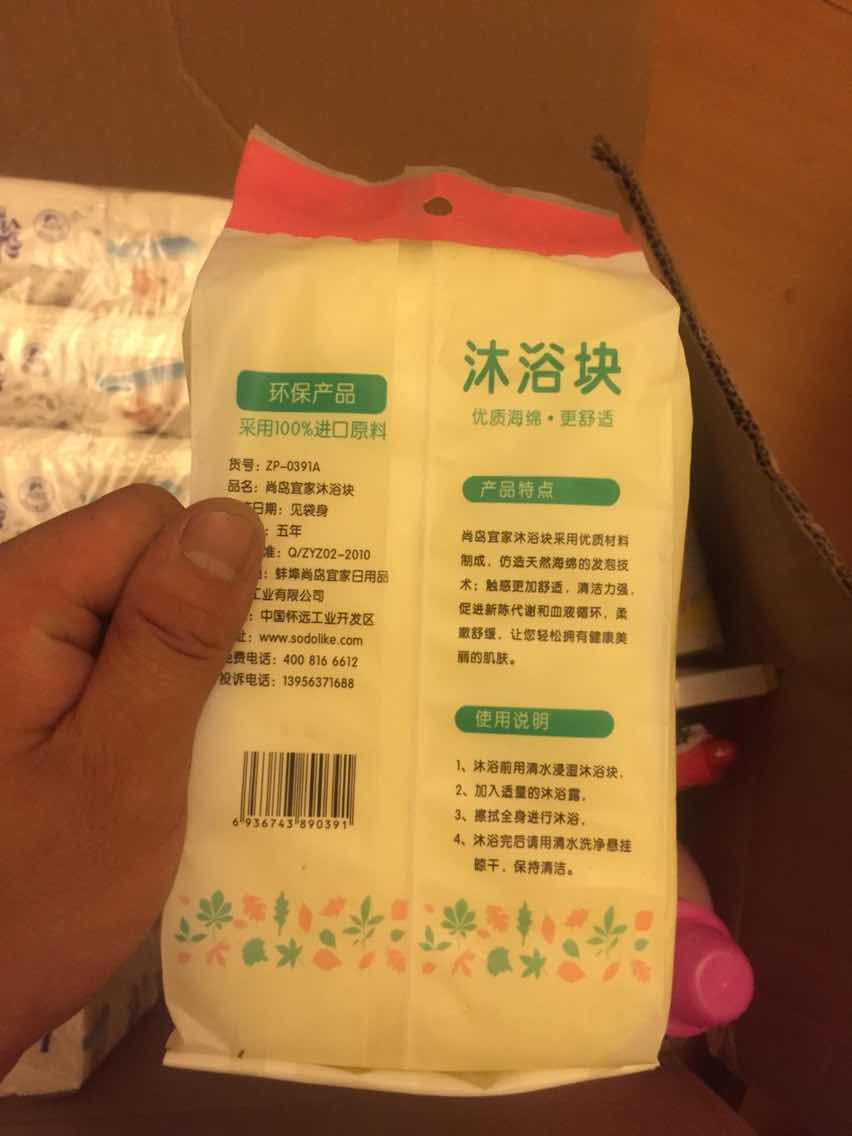 环保产品
采用100%进口原料
货号：ZP-0391A
品名：尚岛宜家沐浴块
日期：见袋身
：五年
准：Q/ZYZ02-2010
：蚌埠尚岛宜家日用品
工业有限公司
：中国怀远工业开发区
址：www.sodolike.com
免费电话：400 816 6612
投诉电话：13956371688
6 936743 890391
沐浴块
优质海绵·更舒适
产品特点
尚岛宜家沐浴块采用优质材料
制成，仿造天然海绵的发泡技
术；触感更加舒适，清洁力强，
促进新陈代谢和血液循环，柔
嫩舒缓，让您轻松拥有健康美
丽的肌肤。
使用说明
1、沐浴前用清水浸湿沐浴块，
2、加入适量的沐浴露，
3、擦拭全身进行沐浴，
4、沐浴完后请用清水洗净悬挂
晾干，保持清洁。